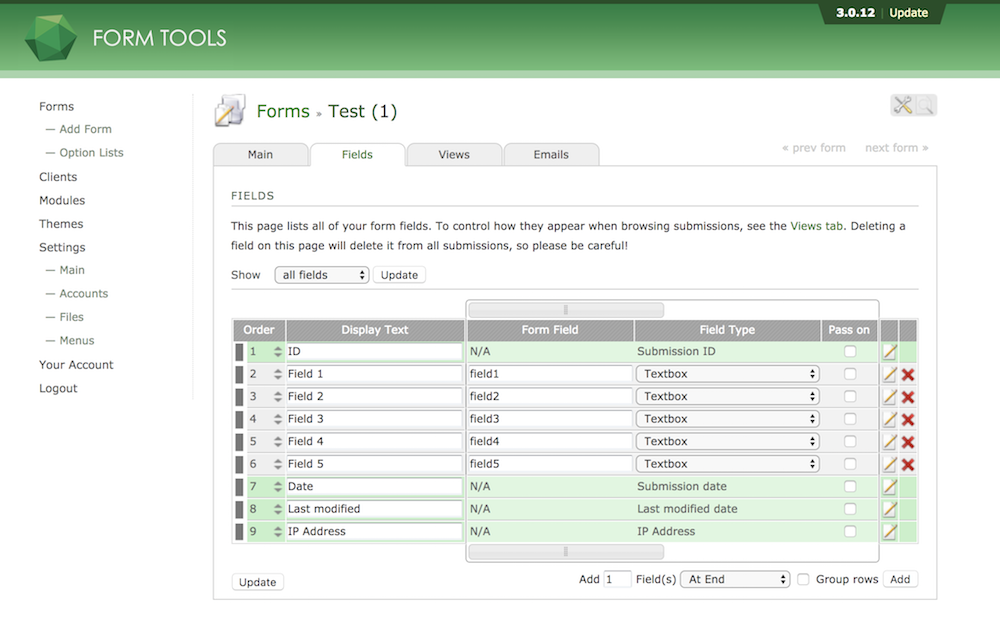 3.0.12 Update
FORM TOOLS
Forms
— Add Form
— Option Lists
Clients
Modules
Themes
Settings
— Main
— Accounts
— Files
— Menus
Your Account
Logout
Forms » Test (1)
Main Fields Views Emails
« prev form next form »
FIELDS
This page lists all of your form fields. To control how they appear when browsing submissions, see the Views tab. Deleting a
field on this page will delete it from all submissions, so please be careful!
Show all fields Update
Order Display Text Form Field Field Type Pass on
1 ID N/A Submission ID
2 Field 1 field1 Textbox
3 Field 2 field2 Textbox
4 Field 3 field3 Textbox
5 Field 4 field4 Textbox
6 Field 5 field5 Textbox
7 Date N/A Submission date
8 Last modified N/A Last modified date
9 IP Address N/A IP Address
Update Add 1 Field(s) At End Group rows Add